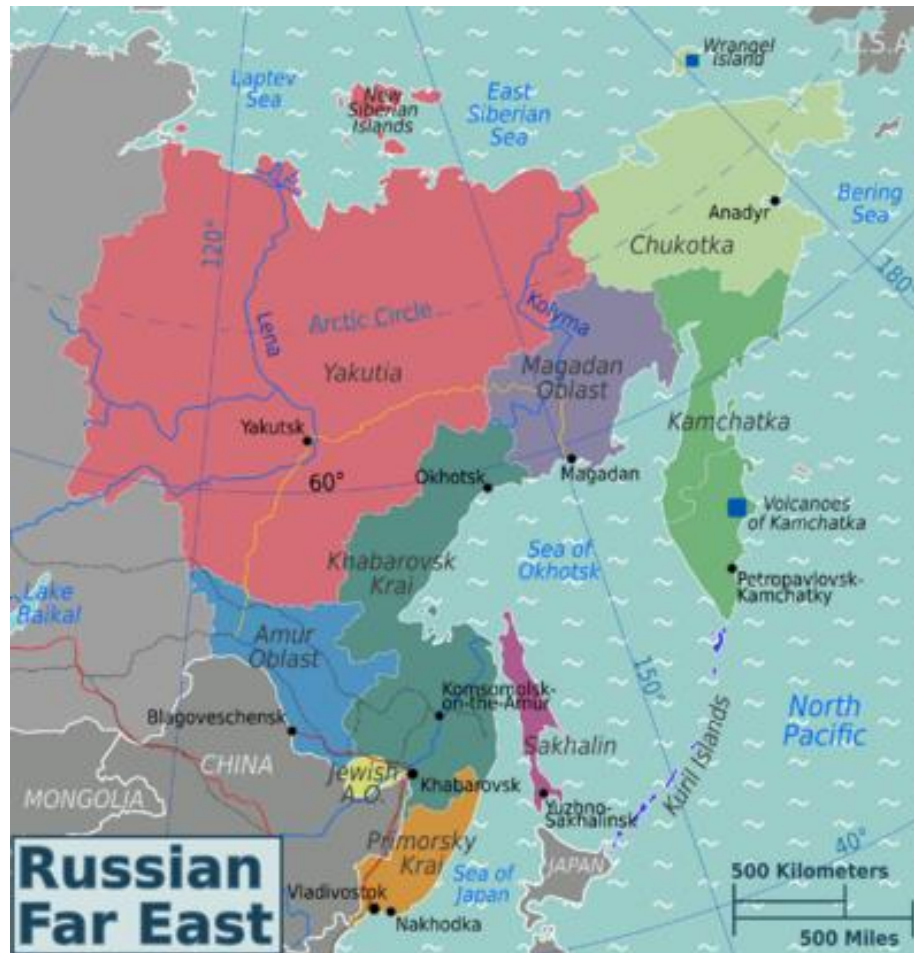 U.S.A
Wrangel
Island
Laptev
Sea
New
Siberian
Islands
East
Siberian
Sea
Bering
Sea
Anadyr
Chukotka
120°
180
Arctic Circle
Lena
Kolyma
Yakutia
Magadan
Oblast
Kamchatka
Yakutsk
60°
Okhotsk
Magadan
Volcanoes
of Kamchatka
Khabarovsk
Krai
Sea of
Okhotsk
Petropavlovsk-
Kamchatky
Lake
Baikal
Amur
Oblast
150°
Komsomolsk-
on-the-Amur
North
Pacific
Blagoveschensk
Sakhalin
Kuril Islands
CHINA
Jewish
A.O.
Khabarovsk
MONGOLIA
Yuzhno-
Sakhalinsk
Primorsky
Krai
40°
JAPAN
Sea of
Japan
Russian
Far East
Vladivostok
Nakhodka
500 Kilometers
500 Miles